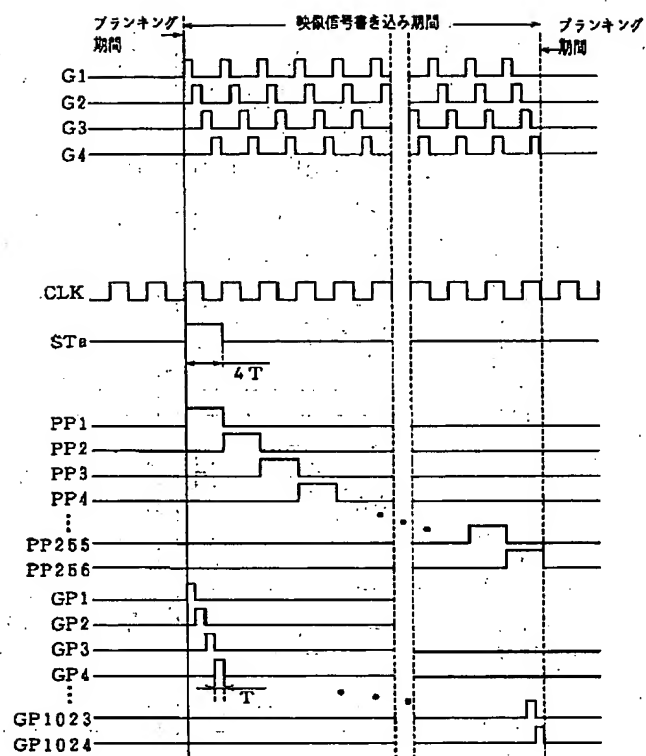 ブランキング
期間
映像信号書き込み期間
ブランキング
期間
G1
G2
G3
G4
CLK
STa
4T
PP1
PP2
PP3
PP4
PP255
PP256
GP1
GP2
GP3
GP4
T
GP1023
GP1024